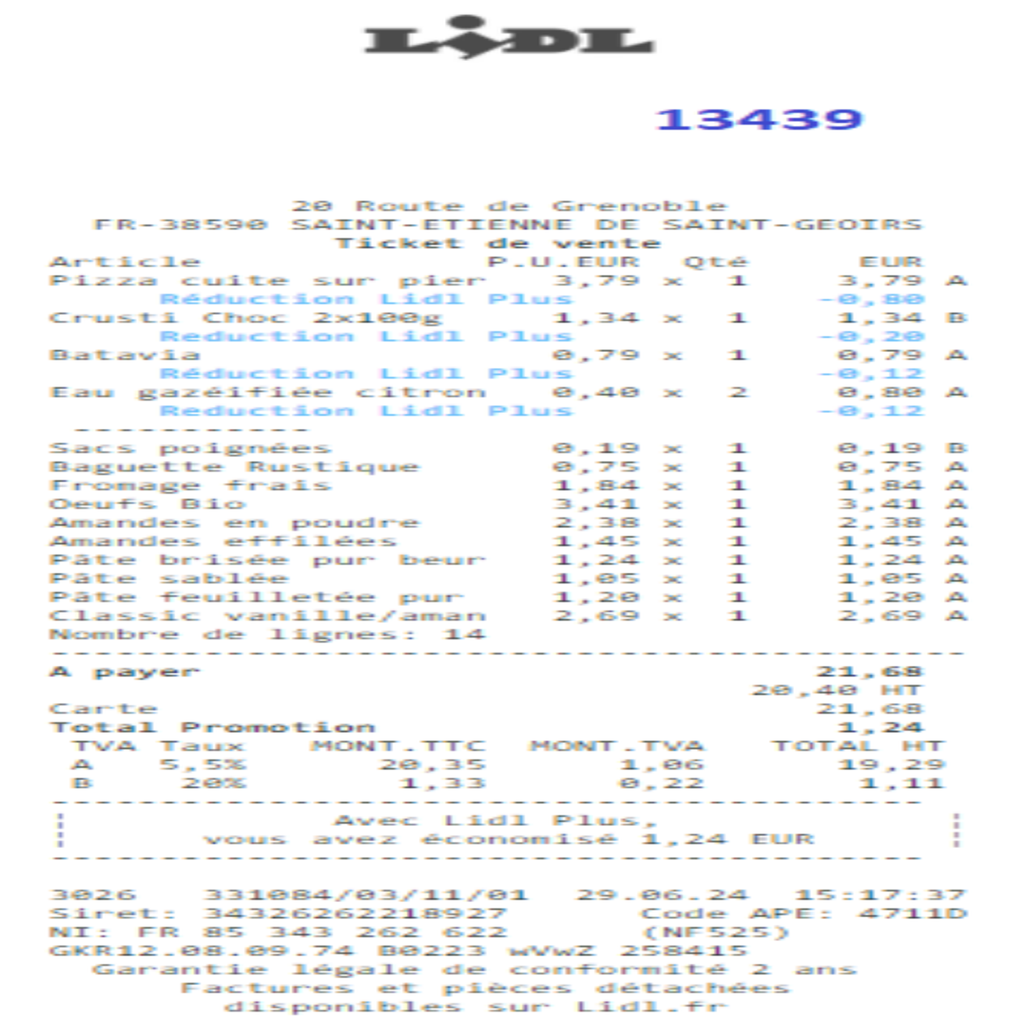 LIDL
13439
20 Route de Grenoble
FR-38590 SAINT-ETIENNE DE SAINT-GEOIRS
Ticket de vente
Article P.U.EUR Qté EUR
Pizza cuite sur pier 3,79 x 1 3,79 A
Réduction Lidl Plus -0,80
Crusti Choc 2x100g 1,34 x 1 1,34 B
Reduction Lidl Plus -0,20
Batavia 0,79 x 1 0,79 A
Réduction Lidl Plus -0,12
Eau gazéifiée citron 0,40 x 2 0,80 A
Reduction Lidl Plus -0,12
-----------
Sacs poignées 0,19 x 1 0,19 B
Baguette Rustique 0,75 x 1 0,75 A
Fromage frais 1,84 x 1 1,84 A
Oeufs Bio 3,41 x 1 3,41 A
Amandes en poudre 2,38 x 1 2,38 A
Amandes effilées 1,45 x 1 1,45 A
Pâte brisée pur beur 1,24 x 1 1,24 A
Pâte sablée 1,05 x 1 1,05 A
Pâte feuilletée pur 1,20 x 1 1,20 A
Classic vanille/aman 2,69 x 1 2,69 A
Nombre de lignes: 14
------------------------------------------
A payer 21,68
20,40 HT
Carte 21,68
Total Promotion 1,24
TVA Taux MONT.TTC MONT.TVA TOTAL HT
A 5,5% 20,35 1,06 19,29
B 20% 1,33 0,22 1,11
----------------------------------------
| Avec Lidl Plus, |
| vous avez économisé 1,24 EUR |
----------------------------------------
3026 331084/03/11/01 29.06.24 15:17:37
Siret: 34326262218927 Code APE: 4711D
NI: FR 85 343 262 622 (NF525)
GKR12.08.09.74 B0223 wVwZ 258415
Garantie légale de conformité 2 ans
Factures et pièces détachées
disponibles sur Lidl.fr